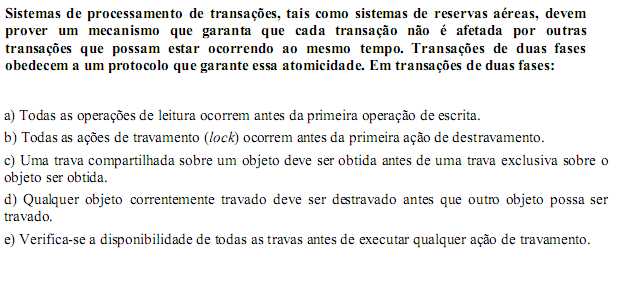 Sistemas de processamento de transações, tais como sistemas de reservas aéreas, devem
prover um mecanismo que garanta que cada transação não é afetada por outras
transações que possam estar ocorrendo ao mesmo tempo. Transações de duas fases
obedecem a um protocolo que garante essa atomicidade. Em transações de duas fases:
a) Todas as operações de leitura ocorrem antes da primeira operação de escrita.
b) Todas as ações de travamento (lock) ocorrem antes da primeira ação de destravamento.
c) Uma trava compartilhada sobre um objeto deve ser obtida antes de uma trava exclusiva sobre o
objeto ser obtida.
d) Qualquer objeto correntemente travado deve ser destravado antes que outro objeto possa ser
travado.
e) Verifica-se a disponibilidade de todas as travas antes de executar qualquer ação de travamento.